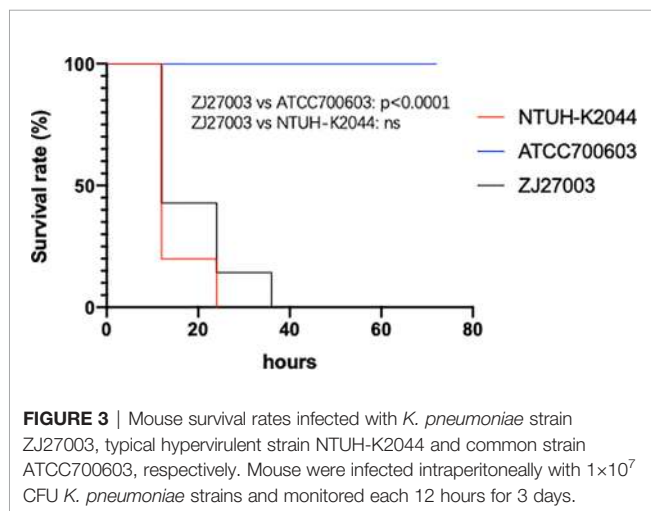 100
50
0
Survival rate (%)
ZJ27003 vs ATCC700603: p<0.0001
ZJ27003 vs NTUH-K2044: ns
NTUH-K2044
ATCC700603
ZJ27003
0 20 40 60 80
hours
FIGURE 3 | Mouse survival rates infected with K. pneumoniae strain
ZJ27003, typical hypervirulent strain NTUH-K2044 and common strain
ATCC700603, respectively. Mouse were infected intraperitoneally with 1×10⁷
CFU K. pneumoniae strains and monitored each 12 hours for 3 days.